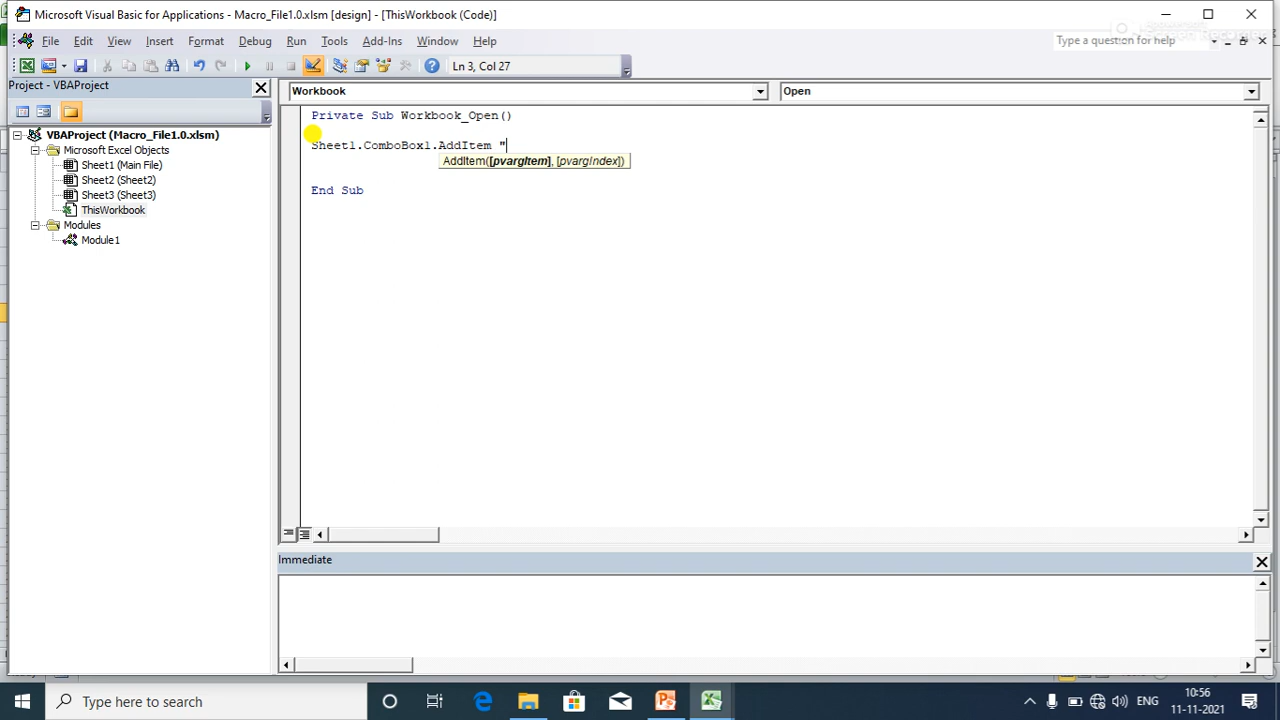 Microsoft Visual Basic for Applications - Macro_File1.0.xlsm [design] - [ThisWorkbook (Code)]
File Edit View Insert Format Debug Run Tools Add-Ins Window Help
Type a question for help
Ln 3, Col 27
Project - VBAProject
Workbook
Open
VBAProject (Macro_File1.0.xlsm)
Microsoft Excel Objects
Sheet1 (Main File)
Sheet2 (Sheet2)
Sheet3 (Sheet3)
ThisWorkbook
Modules
Module1
Private Sub Workbook_Open()
Sheet1.ComboBox1.AddItem "
AddItem([pvargItem], [pvargIndex])
End Sub
Immediate
Type here to search
ENG
10:56
11-11-2021